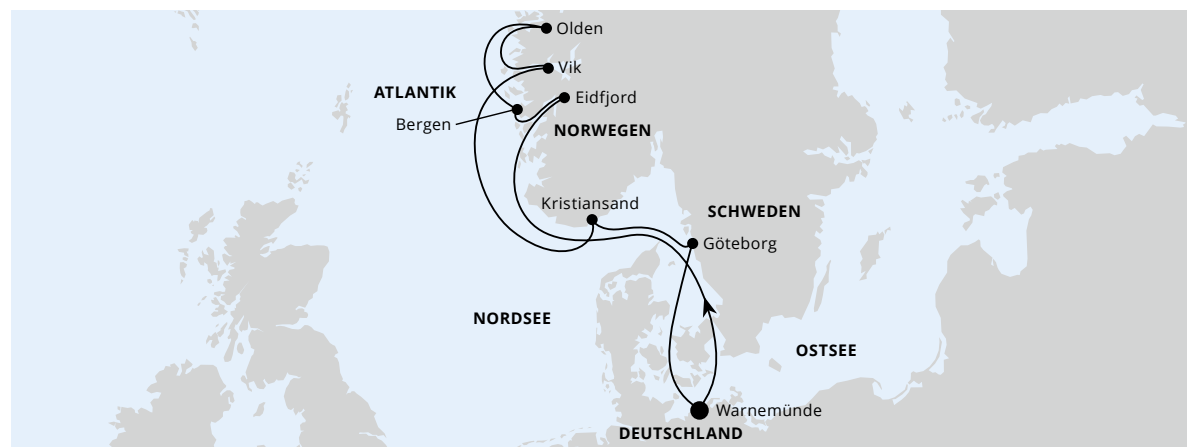 Olden
Vik
ATLANTIK
Eidfjord
Bergen
NORWEGEN
Kristiansand
SCHWEDEN
Göteborg
NORDSEE
OSTSEE
Warnemünde
DEUTSCHLAND